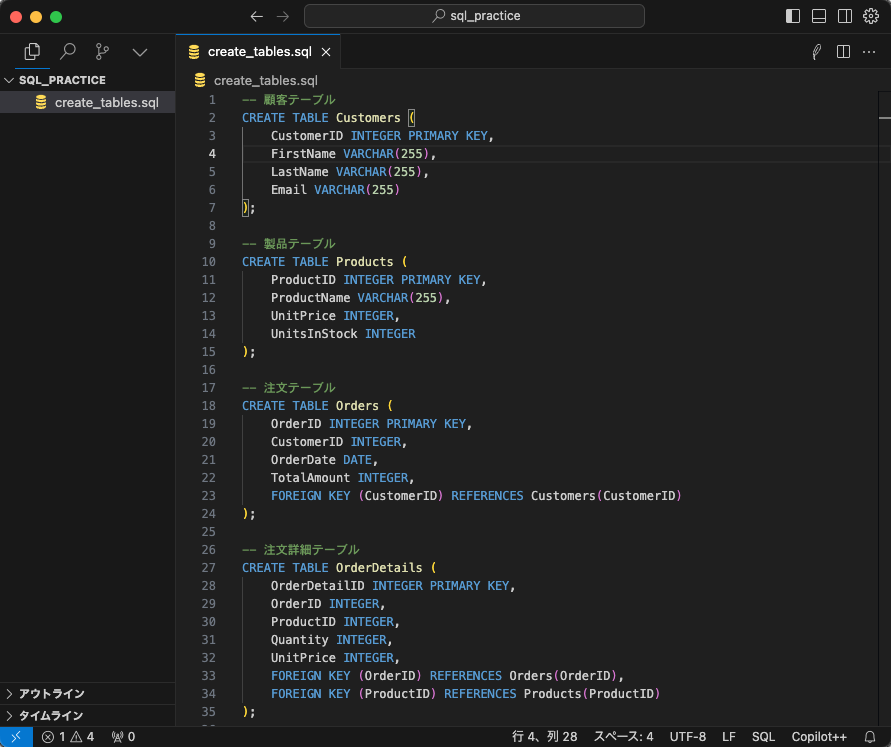 sql_practice
create_tables.sql
SQL_PRACTICE
create_tables.sql
create_tables.sql
1 -- 顧客テーブル
2 CREATE TABLE Customers (
3 CustomerID INTEGER PRIMARY KEY,
4 FirstName VARCHAR(255),
5 LastName VARCHAR(255),
6 Email VARCHAR(255)
7 );
8
9 -- 製品テーブル
10 CREATE TABLE Products (
11 ProductID INTEGER PRIMARY KEY,
12 ProductName VARCHAR(255),
13 UnitPrice INTEGER,
14 UnitsInStock INTEGER
15 );
16
17 -- 注文テーブル
18 CREATE TABLE Orders (
19 OrderID INTEGER PRIMARY KEY,
20 CustomerID INTEGER,
21 OrderDate DATE,
22 TotalAmount INTEGER,
23 FOREIGN KEY (CustomerID) REFERENCES Customers(CustomerID)
24 );
25
26 -- 注文詳細テーブル
27 CREATE TABLE OrderDetails (
28 OrderDetailID INTEGER PRIMARY KEY,
29 OrderID INTEGER,
30 ProductID INTEGER,
31 Quantity INTEGER,
32 UnitPrice INTEGER,
33 FOREIGN KEY (OrderID) REFERENCES Orders(OrderID),
34 FOREIGN KEY (ProductID) REFERENCES Products(ProductID)
35 );
アウトライン
タイムライン
1 4 0 行 4、列 28 スペース: 4 UTF-8 LF SQL Copilot++